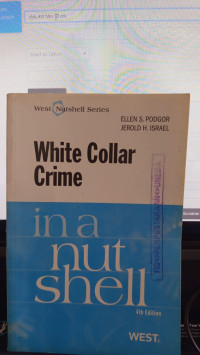 West Nutshell Series
ELLEN S. PODGOR
JEROLD H. ISRAEL
White Collar
Crime
in a
nut
shell
4th Edition
WEST®